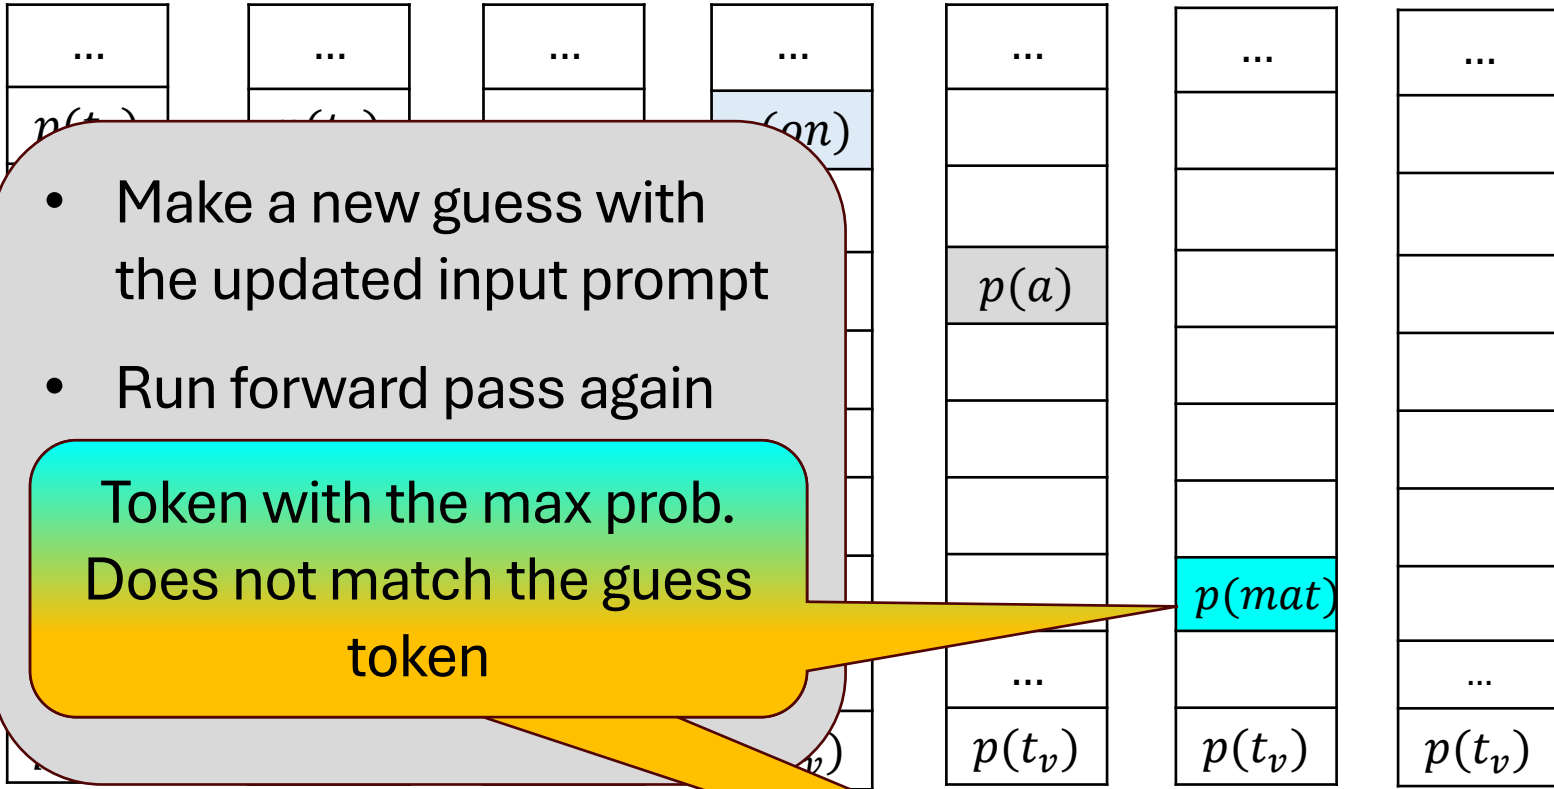 ... ... ... ... ... ... ...
(on)
• Make a new guess with
the updated input prompt
• Run forward pass again
p(a)
Token with the max prob.
Does not match the guess
token
p(mat)
... ...
p(t_v) p(t_v) p(t_v)